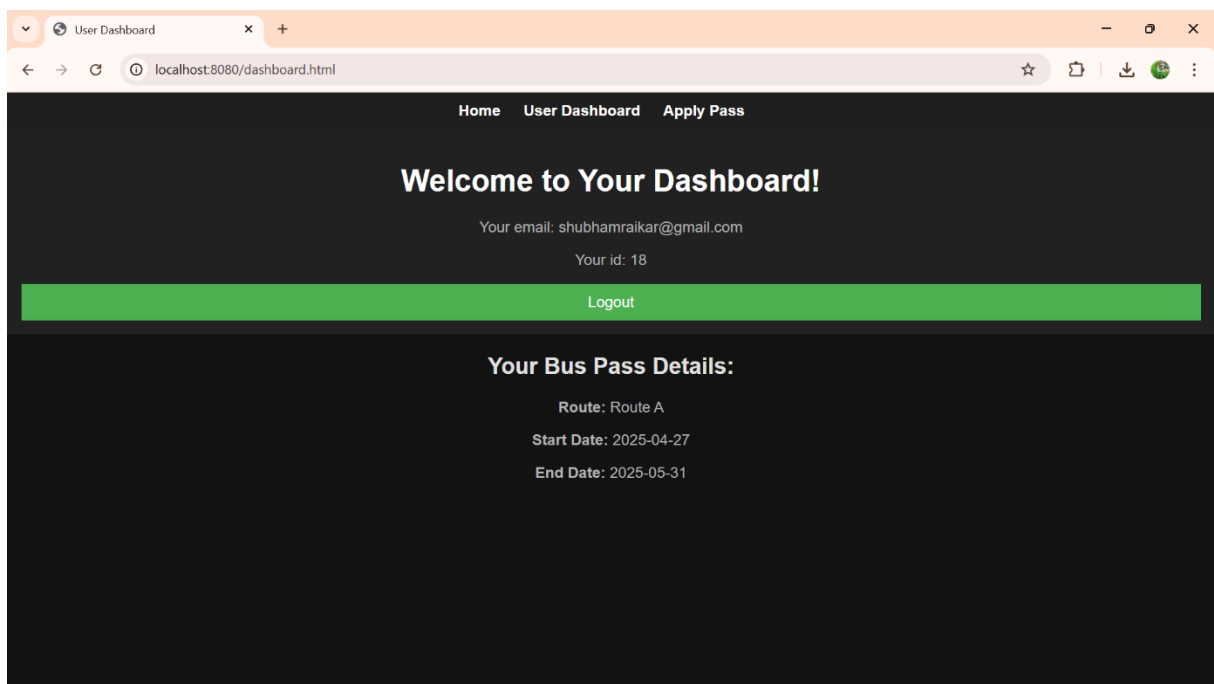 User Dashboard
localhost:8080/dashboard.html
Home User Dashboard Apply Pass
Welcome to Your Dashboard!
Your email: shubhamraikar@gmail.com
Your id: 18
Logout
Your Bus Pass Details:
Route: Route A
Start Date: 2025-04-27
End Date: 2025-05-31